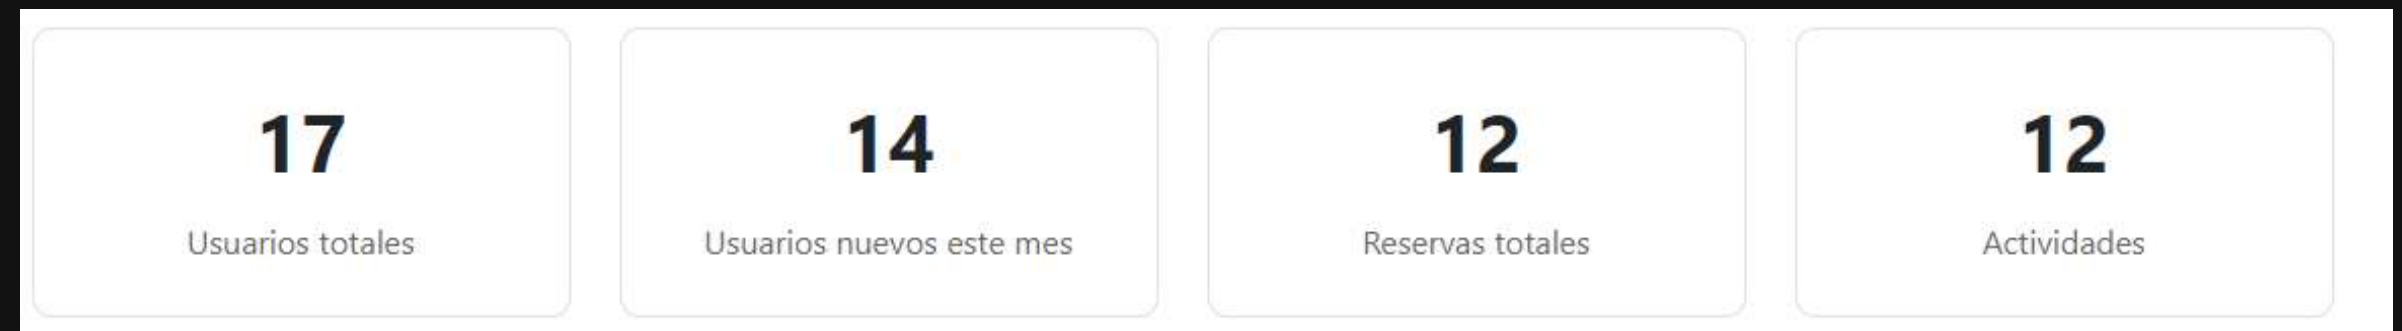 17
Usuarios totales
14
Usuarios nuevos este mes
12
Reservas totales
12
Actividades